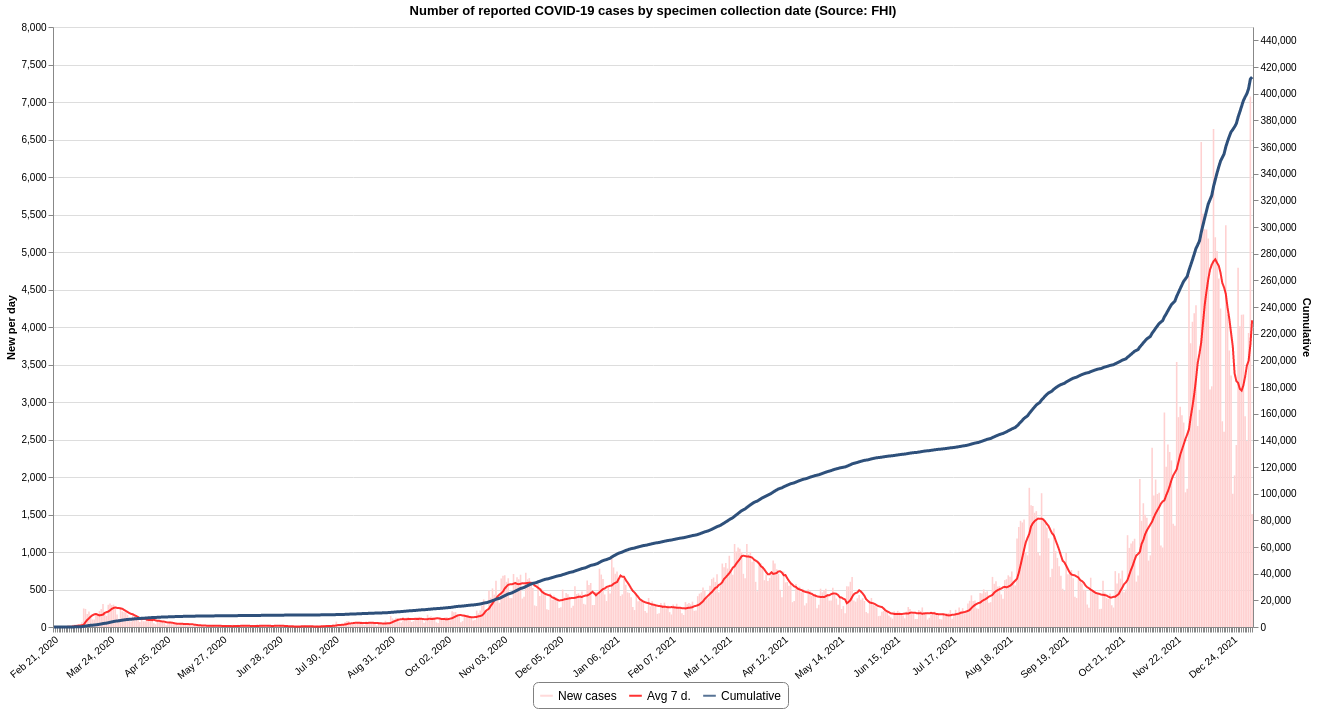 Number of reported COVID-19 cases by specimen collection date (Source: FHI)
8,000
7,500
7,000
6,500
6,000
5,500
5,000
4,500
4,000
3,500
3,000
2,500
2,000
1,500
1,000
500
0
New per day
440,000
420,000
400,000
380,000
360,000
340,000
320,000
300,000
280,000
260,000
240,000
220,000
200,000
180,000
160,000
140,000
120,000
100,000
80,000
60,000
40,000
20,000
0
Cumulative
Feb 21, 2020
Mar 24, 2020
Apr 25, 2020
May 27, 2020
Jun 28, 2020
Jul 30, 2020
Aug 31, 2020
Oct 02, 2020
Nov 03, 2020
Dec 05, 2020
Jan 06, 2021
Feb 07, 2021
Mar 11, 2021
Apr 12, 2021
May 14, 2021
Jun 15, 2021
Jul 17, 2021
Aug 18, 2021
Sep 19, 2021
Oct 21, 2021
Nov 22, 2021
Dec 24, 2021
New cases
Avg 7 d.
Cumulative